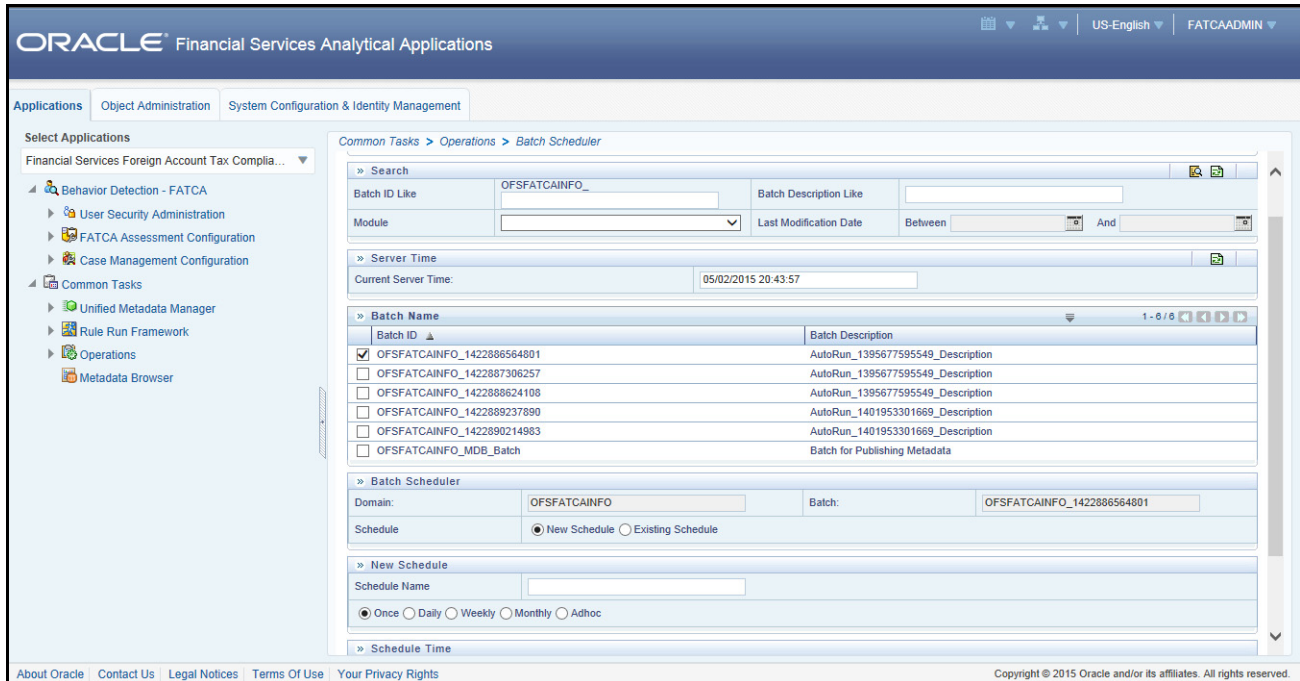 US-English FATCAADMIN
ORACLE® Financial Services Analytical Applications
Applications Object Administration System Configuration & Identity Management
Select Applications
Financial Services Foreign Account Tax Complia...
Behavior Detection - FATCA
User Security Administration
FATCA Assessment Configuration
Case Management Configuration
Common Tasks
Unified Metadata Manager
Rule Run Framework
Operations
Metadata Browser
Common Tasks > Operations > Batch Scheduler
» Search
Batch ID Like OFSFATCAINFO_ Batch Description Like
Module Last Modification Date Between And
» Server Time
Current Server Time: 05/02/2015 20:43:57
» Batch Name 1 - 6 / 6
Batch ID Batch Description
OFSFATCAINFO_1422886564801 AutoRun_1395677595549_Description
OFSFATCAINFO_1422887306257 AutoRun_1395677595549_Description
OFSFATCAINFO_1422888624108 AutoRun_1395677595549_Description
OFSFATCAINFO_1422889237890 AutoRun_1401953301669_Description
OFSFATCAINFO_1422890214983 AutoRun_1401953301669_Description
OFSFATCAINFO_MDB_Batch Batch for Publishing Metadata
» Batch Scheduler
Domain: OFSFATCAINFO Batch: OFSFATCAINFO_1422886564801
Schedule New Schedule Existing Schedule
» New Schedule
Schedule Name
Once Daily Weekly Monthly Adhoc
» Schedule Time
About Oracle Contact Us Legal Notices Terms Of Use Your Privacy Rights Copyright © 2015 Oracle and/or its affiliates. All rights reserved.